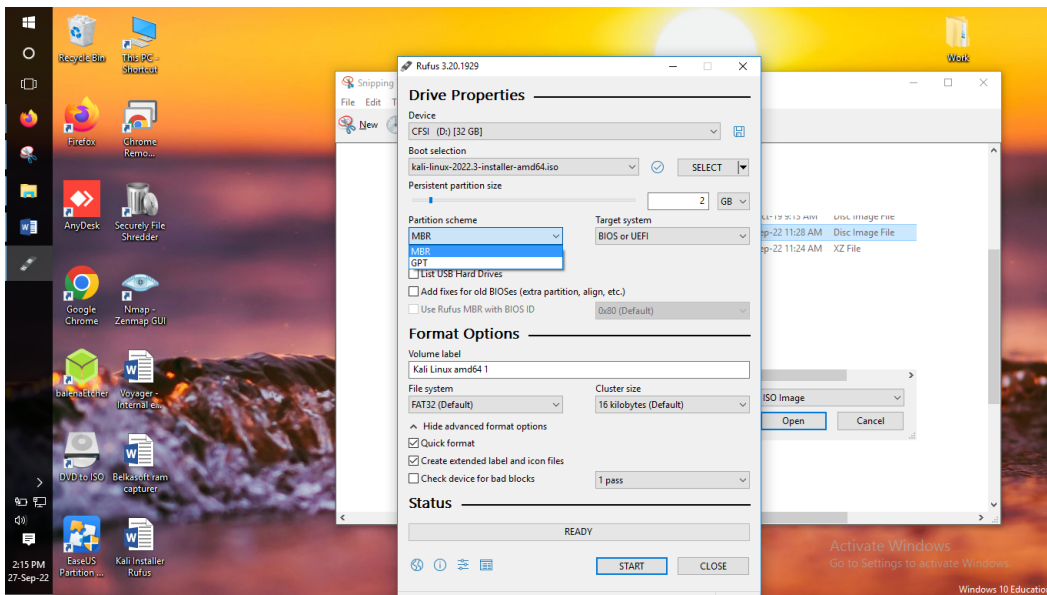 Recycle Bin
This PC -
Shortcut
Work
Firefox
Chrome
Remo...
AnyDesk
Securely File
Shredder
Google
Chrome
Nmap -
Zenmap GUI
balenaEtcher
Voyager -
Internal e...
DVD to ISO
Belkasoft ram
capturer
EaseUS
Partition ...
Kali Installer
Rufus
2:15 PM
27-Sep-22
Snipping
File Edit T
New
Rufus 3.20.1929
Drive Properties
Device
CFSI (D:) [32 GB]
Boot selection
kali-linux-2022.3-installer-amd64.iso
SELECT
Persistent partition size
2 GB
Partition scheme
Target system
MBR
BIOS or UEFI
MBR
GPT
List USB Hard Drives
Add fixes for old BIOSes (extra partition, align, etc.)
Use Rufus MBR with BIOS ID
0x80 (Default)
Format Options
Volume label
Kali Linux amd64 1
File system
Cluster size
FAT32 (Default)
16 kilobytes (Default)
Hide advanced format options
Quick format
Create extended label and icon files
Check device for bad blocks
1 pass
Status
READY
START
CLOSE
ct-19 9:13 AM Disc Image File
ep-22 11:28 AM Disc Image File
ep-22 11:24 AM XZ File
ISO Image
Open
Cancel
Activate Windows
Go to Settings to activate Windows.
Windows 10 Educatio